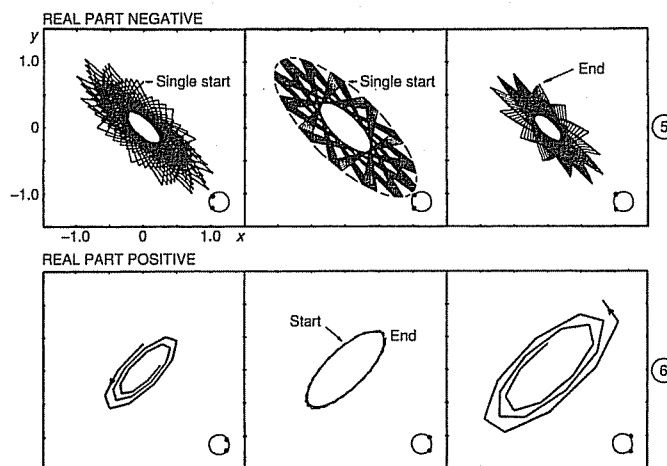 REAL PART NEGATIVE
y
1.0
0
-1.0
Single start
Single start
End
5
-1.0 0 x 1.0
REAL PART POSITIVE
Start
End
6